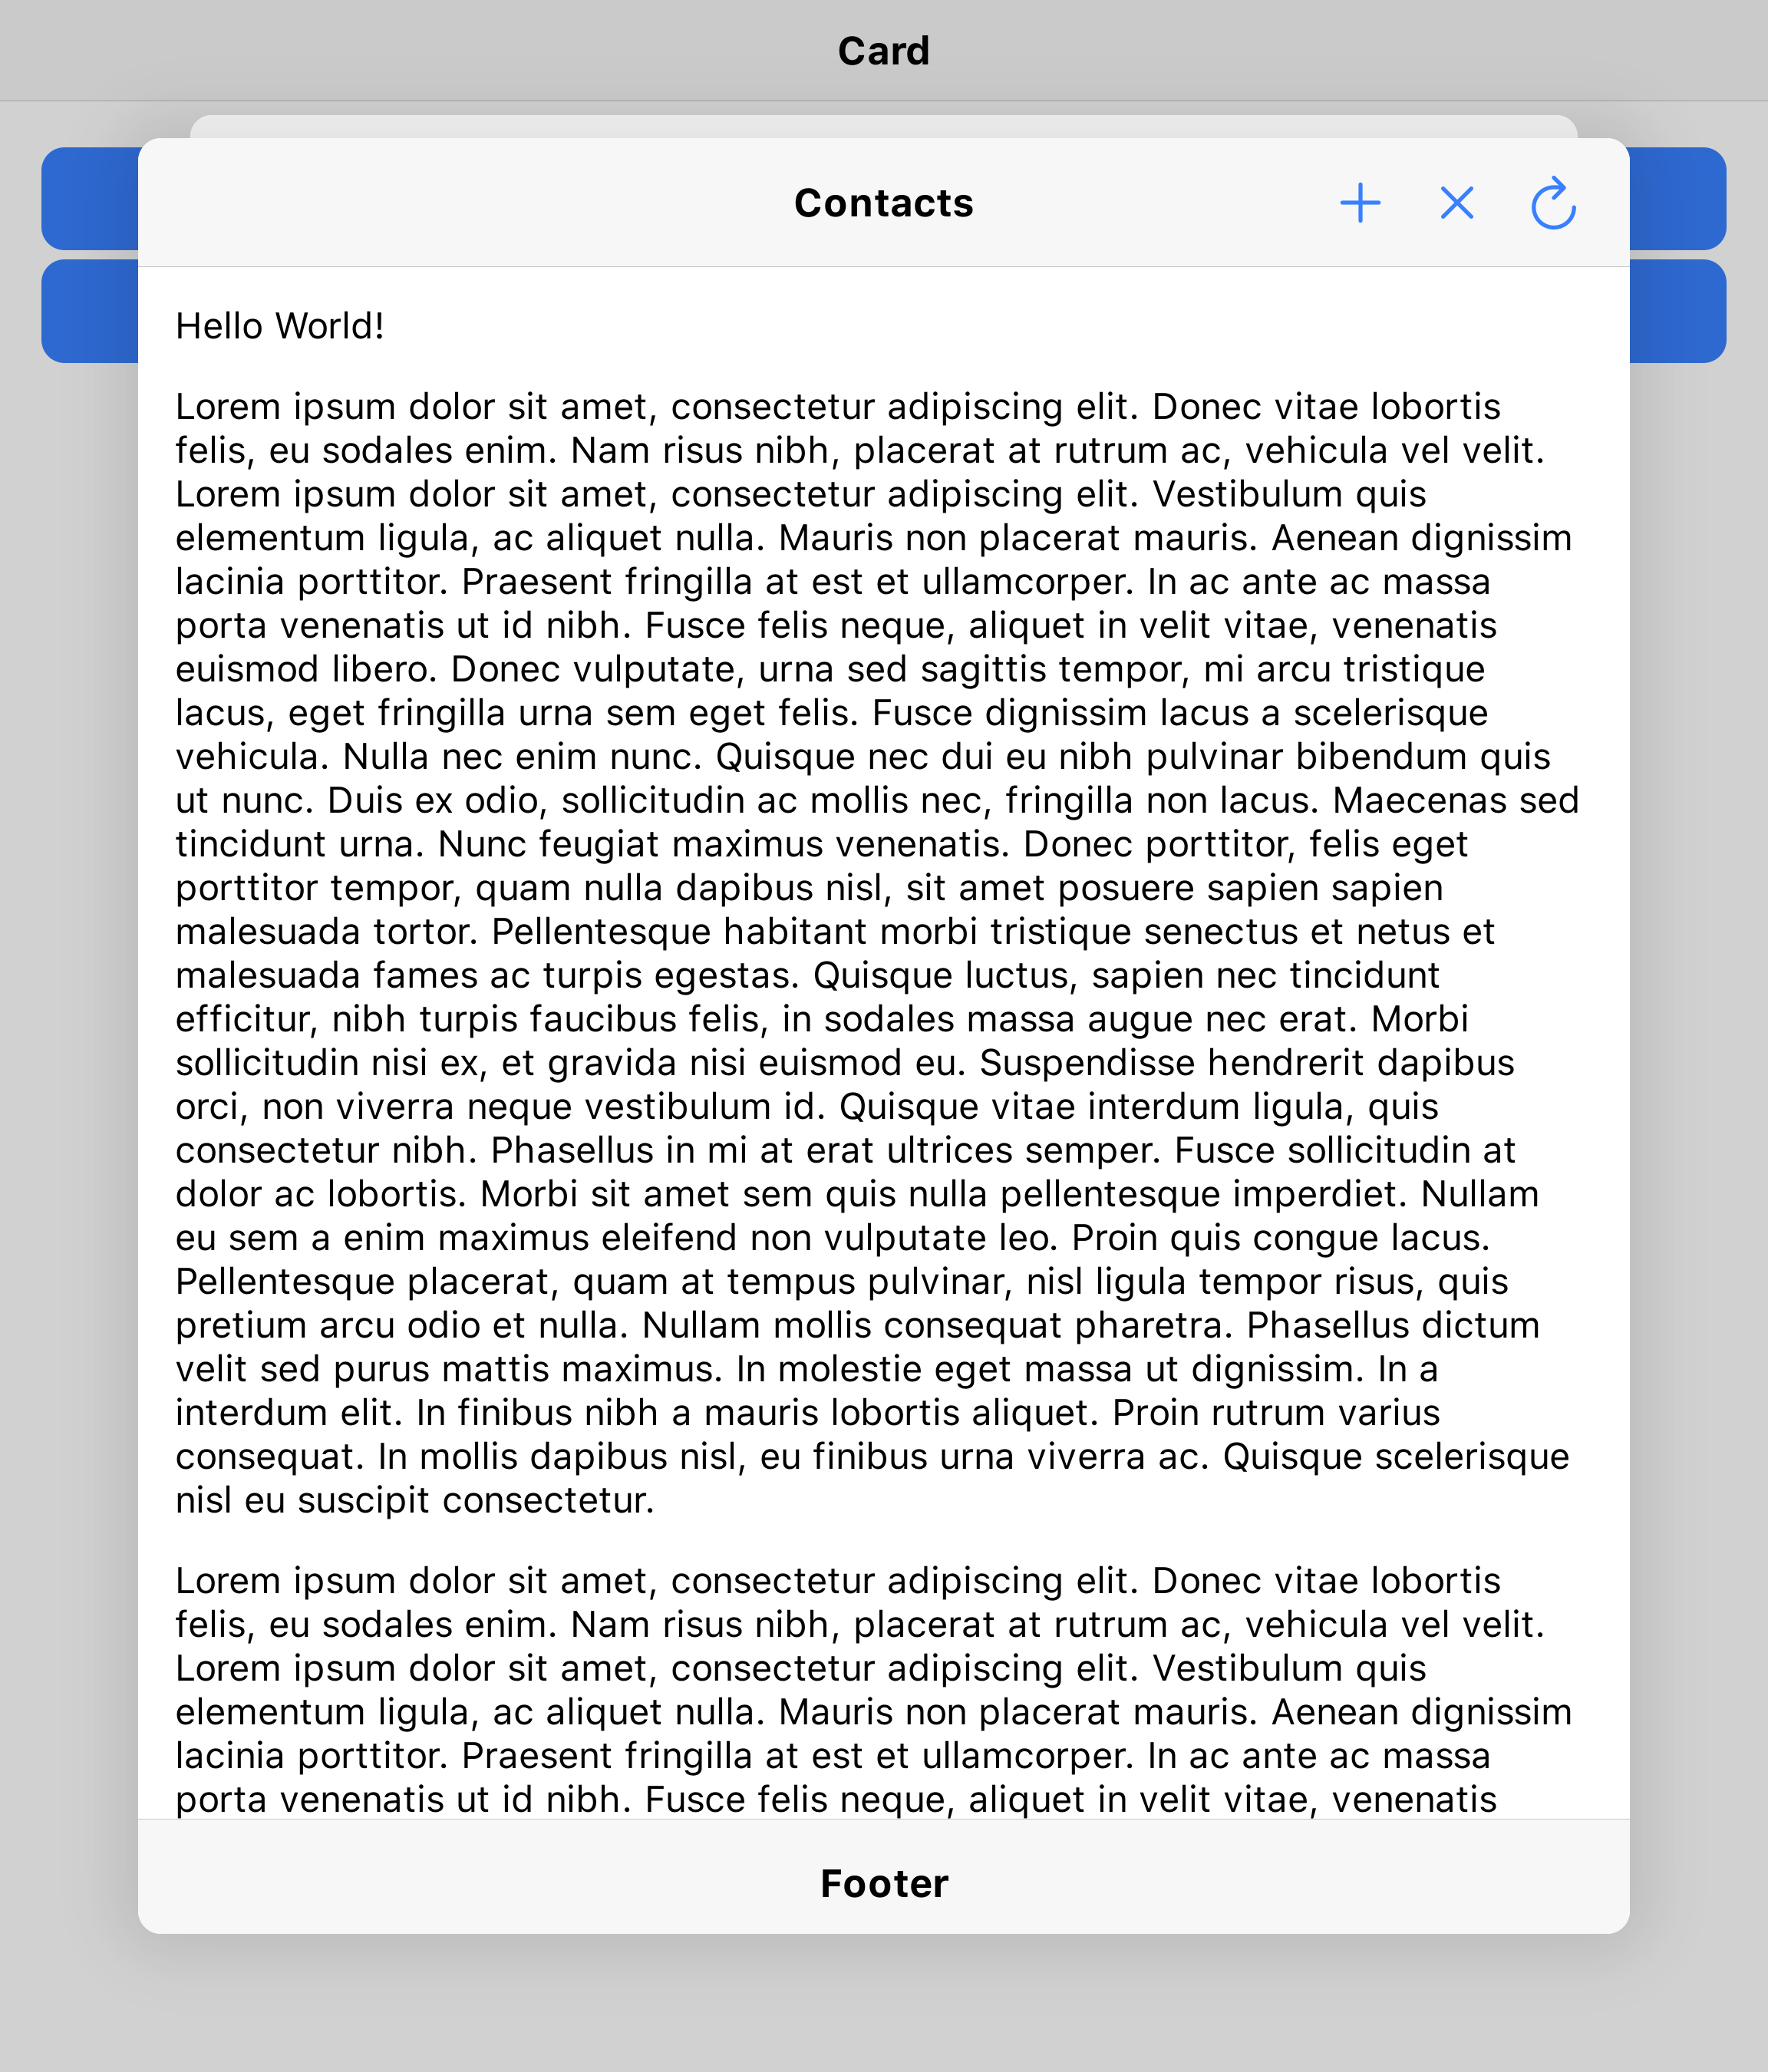 Card
Contacts
Hello World!
Lorem ipsum dolor sit amet, consectetur adipiscing elit. Donec vitae lobortis
felis, eu sodales enim. Nam risus nibh, placerat at rutrum ac, vehicula vel velit.
Lorem ipsum dolor sit amet, consectetur adipiscing elit. Vestibulum quis
elementum ligula, ac aliquet nulla. Mauris non placerat mauris. Aenean dignissim
lacinia porttitor. Praesent fringilla at est et ullamcorper. In ac ante ac massa
porta venenatis ut id nibh. Fusce felis neque, aliquet in velit vitae, venenatis
euismod libero. Donec vulputate, urna sed sagittis tempor, mi arcu tristique
lacus, eget fringilla urna sem eget felis. Fusce dignissim lacus a scelerisque
vehicula. Nulla nec enim nunc. Quisque nec dui eu nibh pulvinar bibendum quis
ut nunc. Duis ex odio, sollicitudin ac mollis nec, fringilla non lacus. Maecenas sed
tincidunt urna. Nunc feugiat maximus venenatis. Donec porttitor, felis eget
porttitor tempor, quam nulla dapibus nisl, sit amet posuere sapien sapien
malesuada tortor. Pellentesque habitant morbi tristique senectus et netus et
malesuada fames ac turpis egestas. Quisque luctus, sapien nec tincidunt
efficitur, nibh turpis faucibus felis, in sodales massa augue nec erat. Morbi
sollicitudin nisi ex, et gravida nisi euismod eu. Suspendisse hendrerit dapibus
orci, non viverra neque vestibulum id. Quisque vitae interdum ligula, quis
consectetur nibh. Phasellus in mi at erat ultrices semper. Fusce sollicitudin at
dolor ac lobortis. Morbi sit amet sem quis nulla pellentesque imperdiet. Nullam
eu sem a enim maximus eleifend non vulputate leo. Proin quis congue lacus.
Pellentesque placerat, quam at tempus pulvinar, nisl ligula tempor risus, quis
pretium arcu odio et nulla. Nullam mollis consequat pharetra. Phasellus dictum
velit sed purus mattis maximus. In molestie eget massa ut dignissim. In a
interdum elit. In finibus nibh a mauris lobortis aliquet. Proin rutrum varius
consequat. In mollis dapibus nisl, eu finibus urna viverra ac. Quisque scelerisque
nisl eu suscipit consectetur.
Lorem ipsum dolor sit amet, consectetur adipiscing elit. Donec vitae lobortis
felis, eu sodales enim. Nam risus nibh, placerat at rutrum ac, vehicula vel velit.
Lorem ipsum dolor sit amet, consectetur adipiscing elit. Vestibulum quis
elementum ligula, ac aliquet nulla. Mauris non placerat mauris. Aenean dignissim
lacinia porttitor. Praesent fringilla at est et ullamcorper. In ac ante ac massa
porta venenatis ut id nibh. Fusce felis neque, aliquet in velit vitae, venenatis
Footer